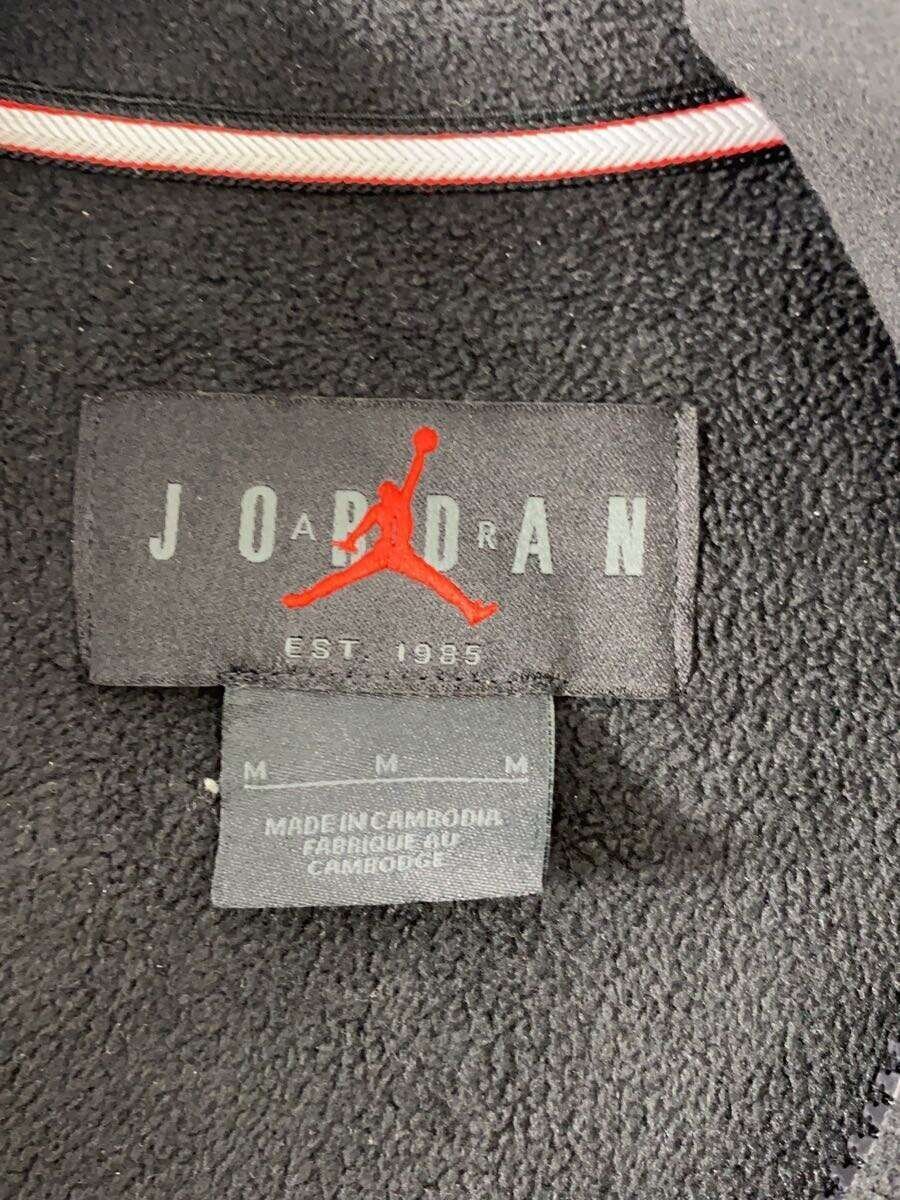 JORDAN
AIR
EST. 1985
M M M
MADE IN CAMBODIA
FABRIQUE AU
CAMBODGE